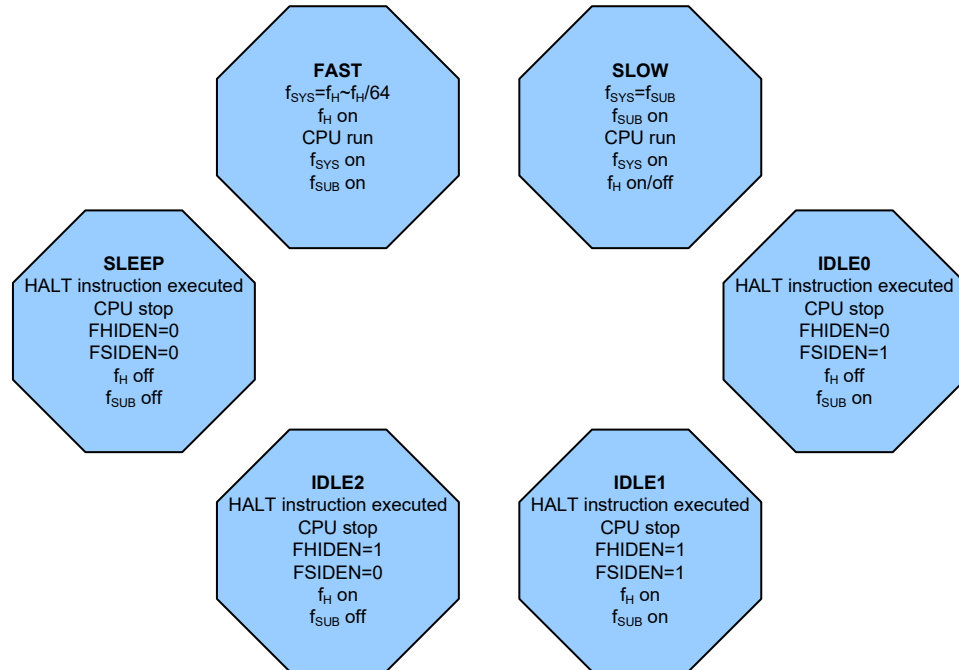 FAST
fSYS=fH~fH/64
fH on
CPU run
fSYS on
fSUB on
SLOW
fSYS=fSUB
fSUB on
CPU run
fSYS on
fH on/off
SLEEP
HALT instruction executed
CPU stop
FHIDEN=0
FSIDEN=0
fH off
fSUB off
IDLE0
HALT instruction executed
CPU stop
FHIDEN=0
FSIDEN=1
fH off
fSUB on
IDLE2
HALT instruction executed
CPU stop
FHIDEN=1
FSIDEN=0
fH on
fSUB off
IDLE1
HALT instruction executed
CPU stop
FHIDEN=1
FSIDEN=1
fH on
fSUB on